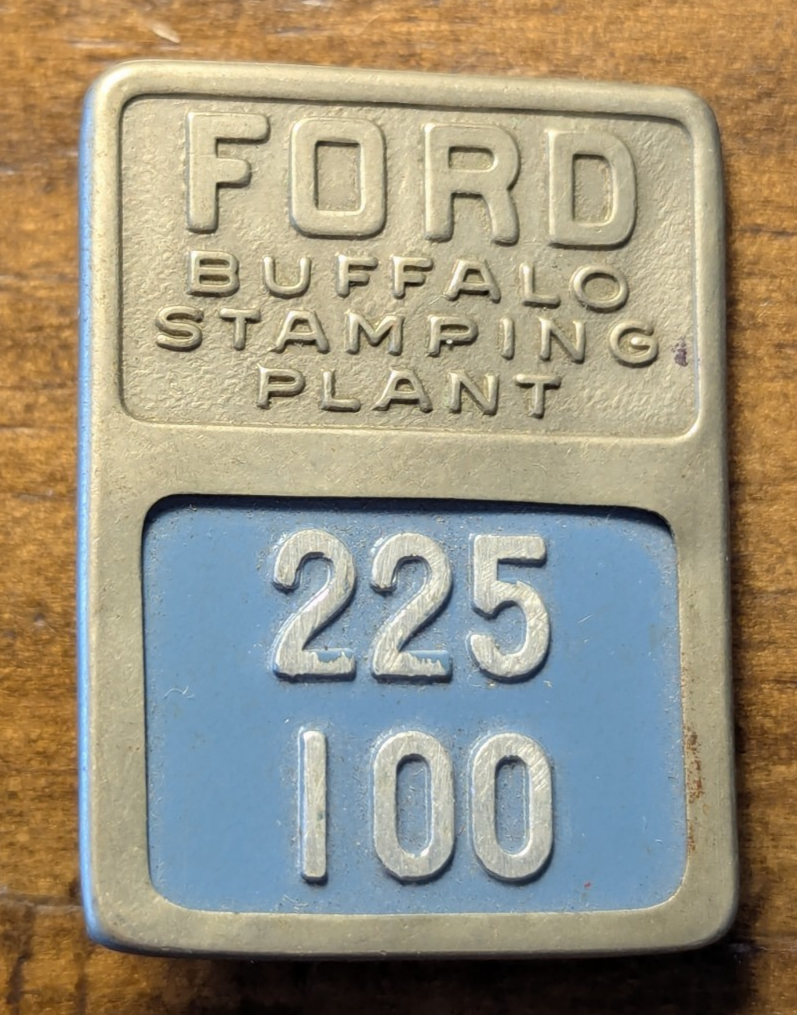 FORD
BUFFALO
STAMPING
PLANT
225
100